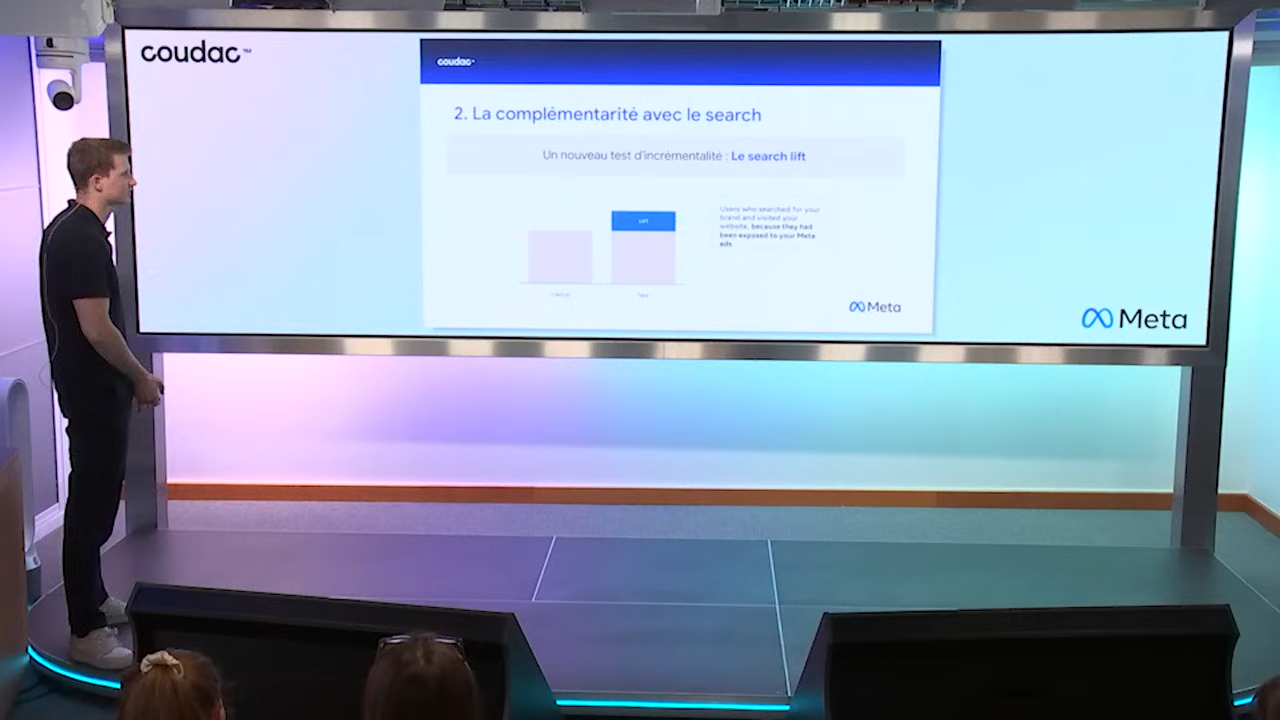 coudac™
coudac
2. La complémentarité avec le search
Un nouveau test d'incrémentalité : Le search lift
LIFT
Users who searched for your
brand and visited your
website, because they had
been exposed to your Meta
ads
Meta
Meta